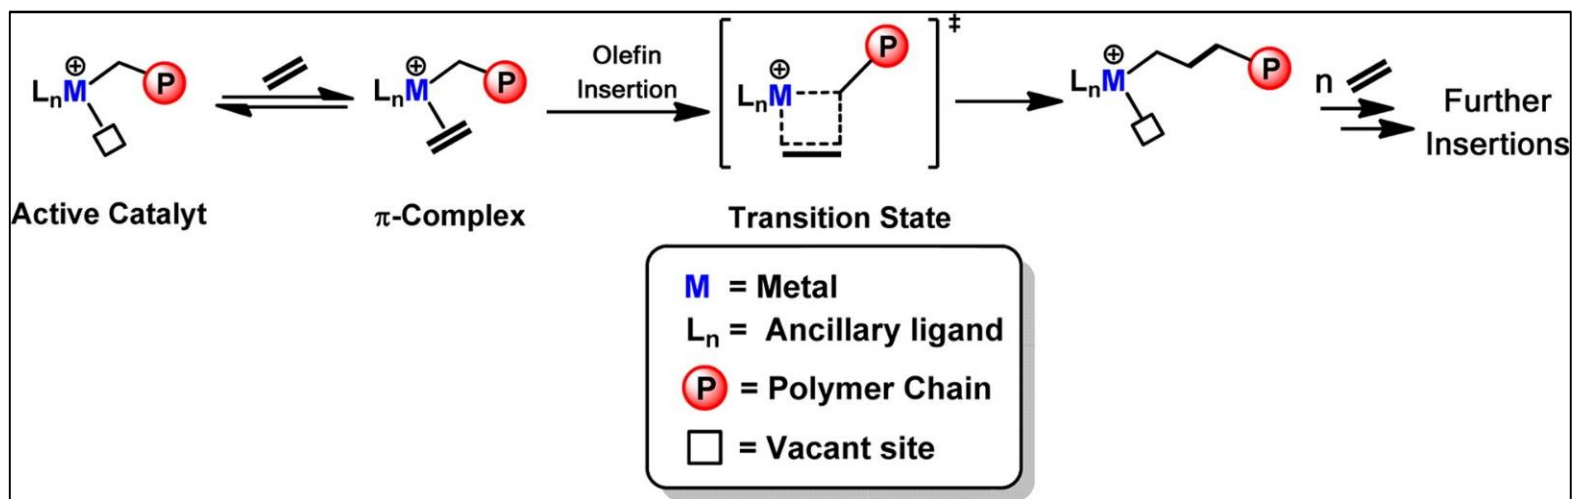 Olefin
Insertion
‡
LₙM⊕ P
LₙM⊕ P
LₙM⊕ P
LₙM⊕ P
n
Further
Insertions
Active Catalyt
π-Complex
Transition State
M = Metal
Lₙ = Ancillary ligand
P = Polymer Chain
= Vacant site